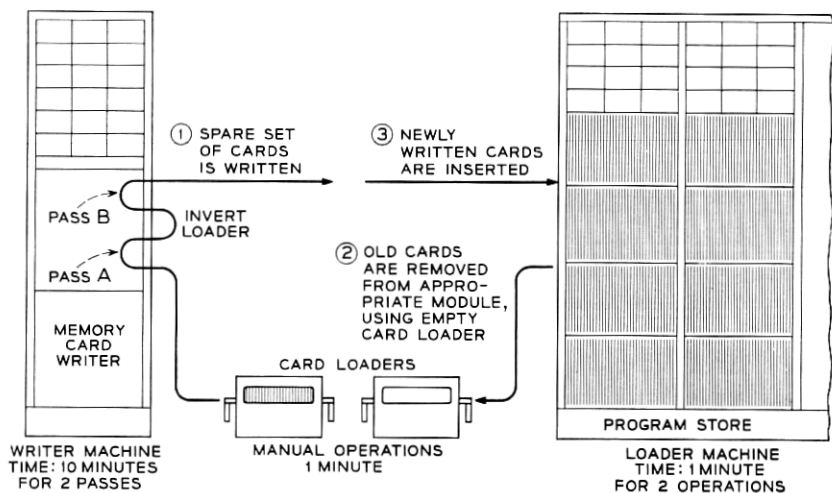 1 SPARE SET
OF CARDS
IS WRITTEN
3 NEWLY
WRITTEN CARDS
ARE INSERTED
PASS B
INVERT
LOADER
PASS A
2 OLD CARDS
ARE REMOVED
FROM APPRO-
PRIATE MODULE,
USING EMPTY
CARD LOADER
MEMORY
CARD
WRITER
CARD LOADERS
PROGRAM STORE
WRITER MACHINE
TIME: 10 MINUTES
FOR 2 PASSES
MANUAL OPERATIONS
1 MINUTE
LOADER MACHINE
TIME: 1 MINUTE
FOR 2 OPERATIONS